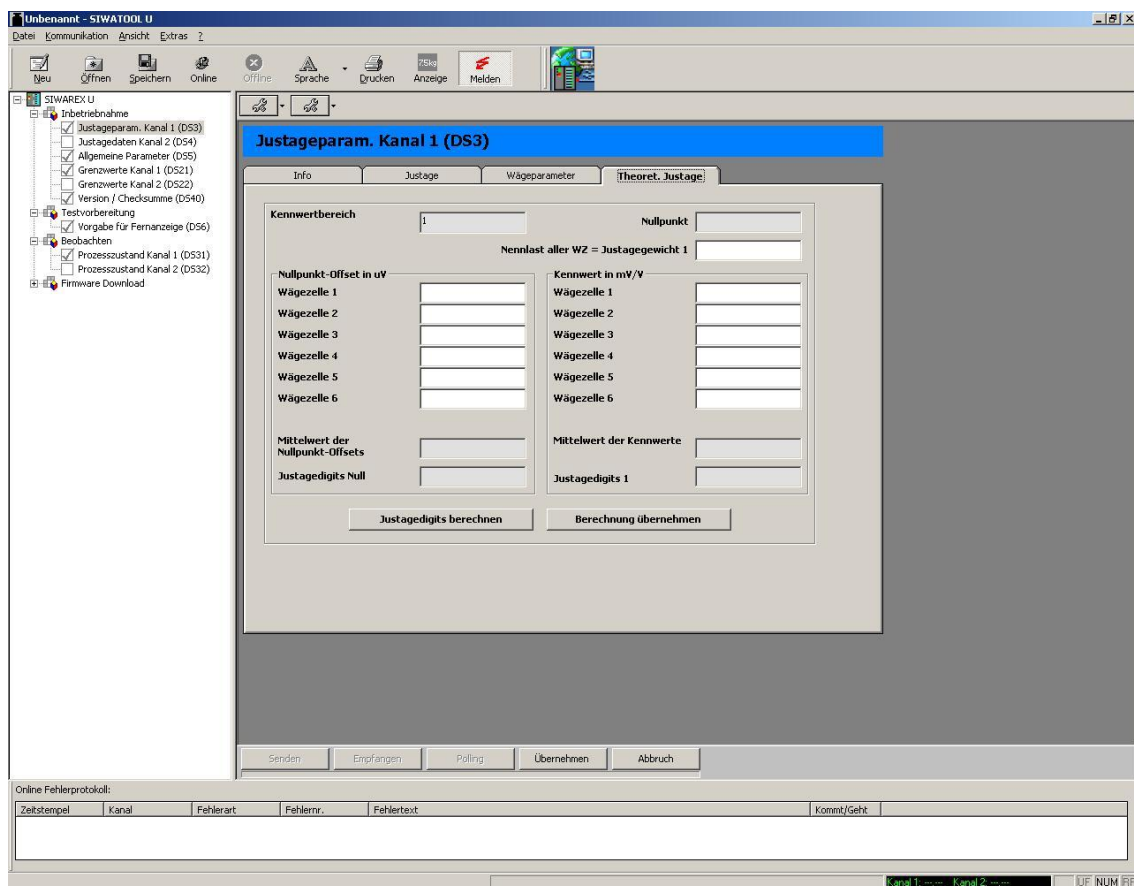 Unbenannt - SIWATOOL U
Datei Kommunikation Ansicht Extras ?
Neu Öffnen Speichern Online Offline Sprache Drucken 75kg Anzeige Melden
SIWAREX U
Inbetriebnahme
Justageparam. Kanal 1 (DS3)
Justagedaten Kanal 2 (DS4)
Allgemeine Parameter (DS5)
Grenzwerte Kanal 1 (DS21)
Grenzwerte Kanal 2 (DS22)
Version / Checksumme (DS40)
Testvorbereitung
Vorgabe für Fernanzeige (DS6)
Beobachten
Prozesszustand Kanal 1 (DS31)
Prozesszustand Kanal 2 (DS32)
Firmware Download
Justageparam. Kanal 1 (DS3)
Info Justage Wägeparameter Theoret. Justage
Kennwertbereich 1 Nullpunkt
Nennlast aller WZ = Justagegewicht 1
Nullpunkt-Offset in uV Kennwert in mV/V
Wägezelle 1 Wägezelle 1
Wägezelle 2 Wägezelle 2
Wägezelle 3 Wägezelle 3
Wägezelle 4 Wägezelle 4
Wägezelle 5 Wägezelle 5
Wägezelle 6 Wägezelle 6
Mittelwert der Mittelwert der Kennwerte
Nullpunkt-Offsets
Justagedigits Null Justagedigits 1
Justagedigits berechnen Berechnung übernehmen
Senden Empfangen Polling Übernehmen Abbruch
Online Fehlerprotokoll:
Zeitstempel Kanal Fehlerart Fehlernr. Fehlertext Kommt/Geht
Kanal 1: ---.--- Kanal 2: ---.--- UF NUM RF